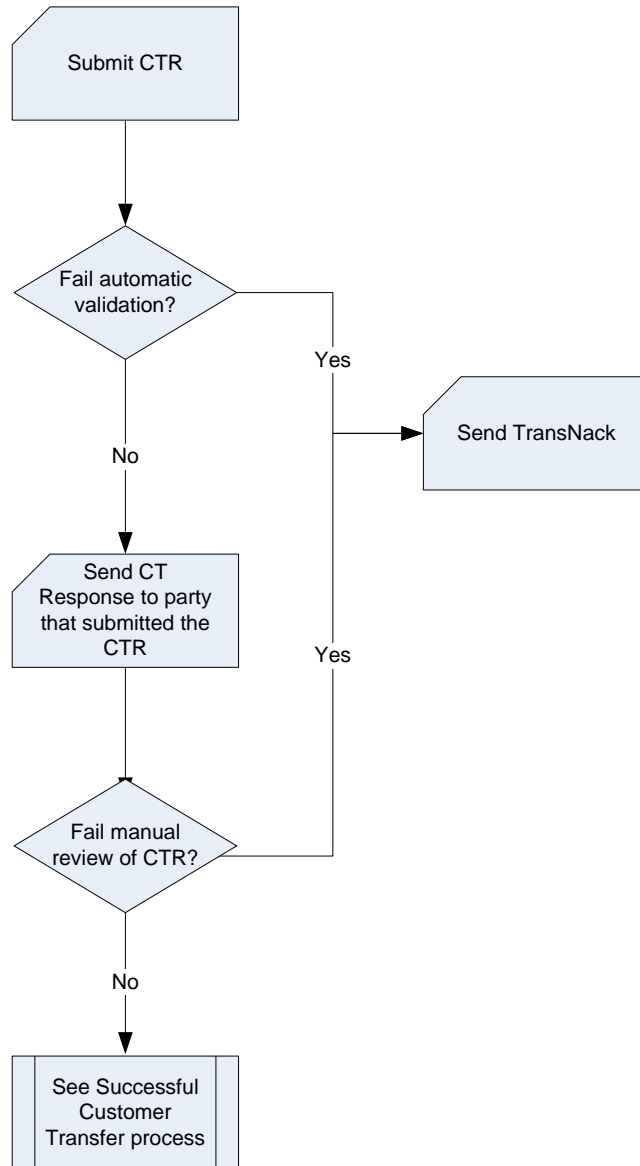 Submit CTR
Fail automatic
validation?
Yes
Send TransNack
No
Send CT
Response to party
that submitted the
CTR
Yes
Fail manual
review of CTR?
No
See Successful
Customer
Transfer process